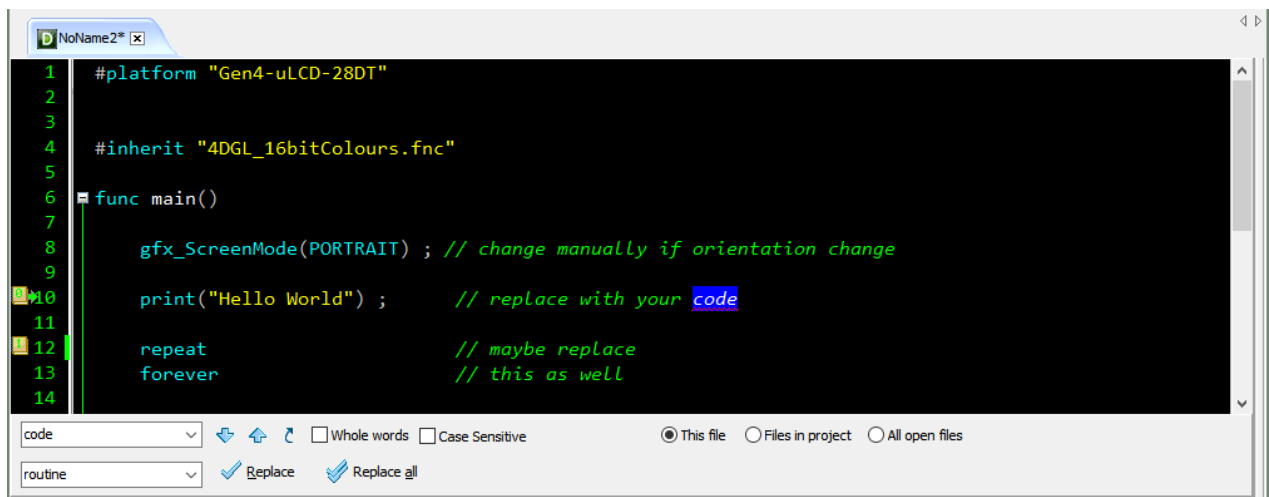 NoName2*
1 #platform "Gen4-uLCD-28DT"
2
3
4 #inherit "4DGL_16bitColours.fnc"
5
6 func main()
7
8 gfx_ScreenMode(PORTRAIT) ; // change manually if orientation change
9
0 10 print("Hello World") ; // replace with your code
11
1 12 repeat // maybe replace
13 forever // this as well
14
code Whole words Case Sensitive This file Files in project All open files
routine Replace Replace all